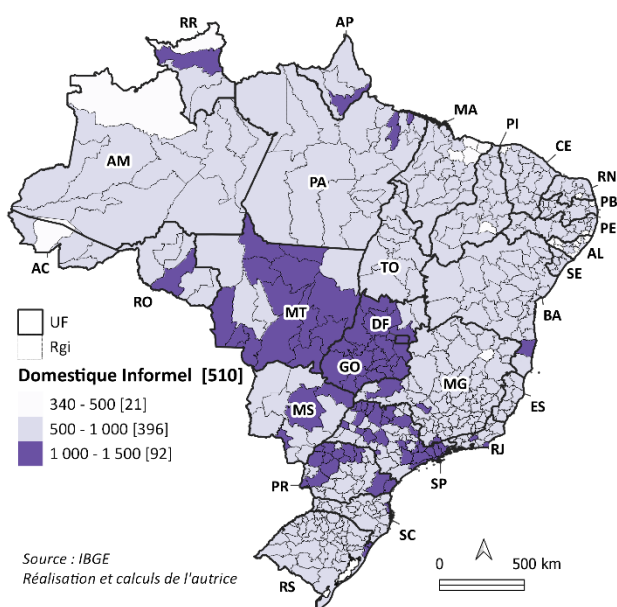 RR
AP
MA
PI
CE
AM
PA
RN
PB
PE
AL
SE
AC
TO
RO
BA
MT
DF
UF
Rgi
GO
Domestique Informel [510]
MG
ES
340 - 500 [21]
MS
500 - 1 000 [396]
RJ
1 000 - 1 500 [92]
SP
PR
SC
Source : IBGE
0 500 km
Réalisation et calculs de l'autrice
RS